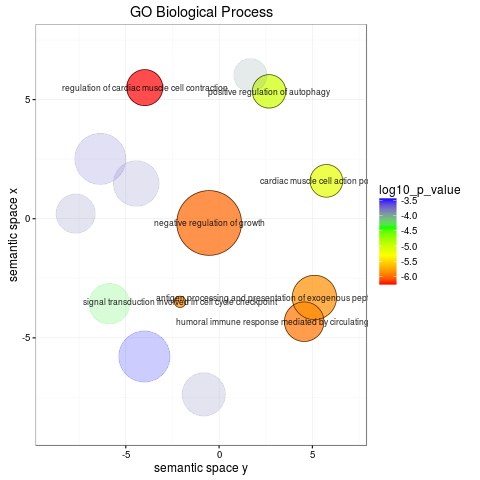 GO Biological Process
regulation of cardiac muscle cell contraction
positive regulation of autophagy
cardiac muscle cell action po
negative regulation of growth
antigen processing and presentation of exogenous pept
signal transduction involved in cell cycle checkpoint
humoral immune response mediated by circulating
5
0
-5
-5
0
5
semantic space x
semantic space y
log10_p_value
-3.5
-4.0
-4.5
-5.0
-5.5
-6.0